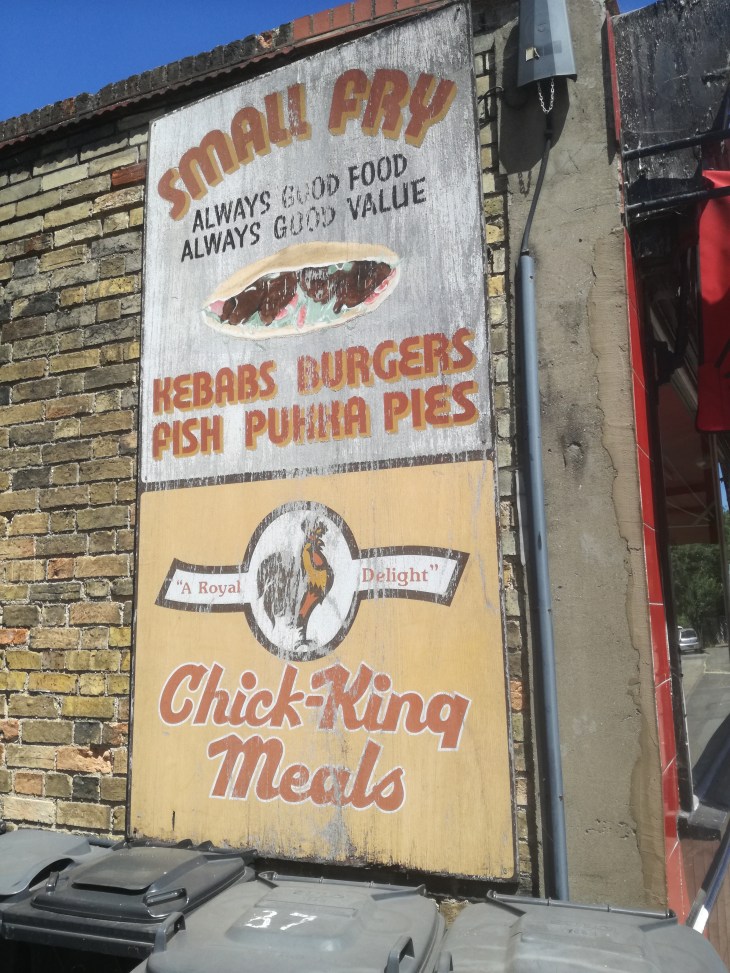 SMALL FRY
ALWAYS GOOD FOOD
ALWAYS GOOD VALUE
KEBABS BURGERS
FISH PUKKA PIES
"A Royal Delight"
Chick-King
Meals
37